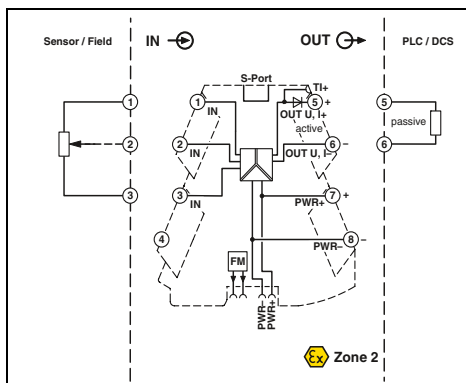 Sensor / Field
IN
OUT
PLC / DCS
S-Port
TI+
1
1
5
+
5
IN
OUT U, I+
active
passive
2
2
6
–
6
IN
OUT U, I–
3
3
7
+
IN
PWR+
4
8
–
PWR–
FM
PWR–
PWR+
Ex
Zone 2